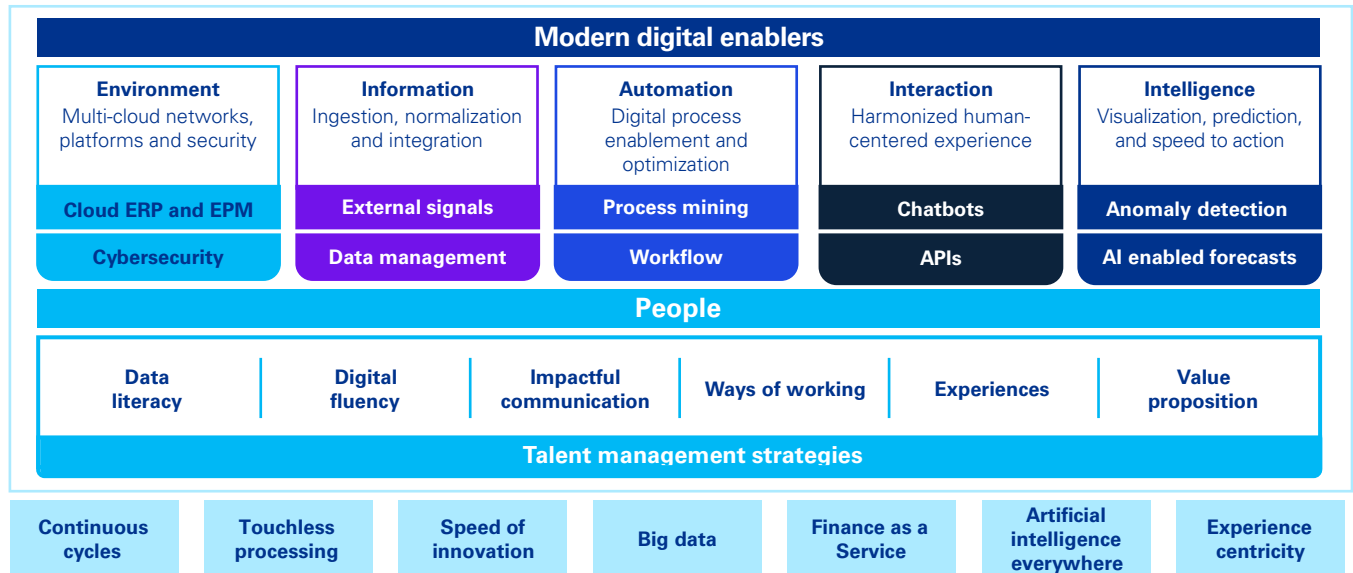 Modern digital enablers
Environment
Multi-cloud networks,
platforms and security
Cloud ERP and EPM
Cybersecurity
Information
Ingestion, normalization
and integration
External signals
Data management
Automation
Digital process
enablement and
optimization
Process mining
Workflow
Interaction
Harmonized human-
centered experience
Chatbots
APIs
Intelligence
Visualization, prediction,
and speed to action
Anomaly detection
AI enabled forecasts
People
Data
literacy
Digital
fluency
Impactful
communication
Ways of working
Experiences
Value
proposition
Talent management strategies
Continuous
cycles
Touchless
processing
Speed of
innovation
Big data
Finance as a
Service
Artificial
intelligence
everywhere
Experience
centricity